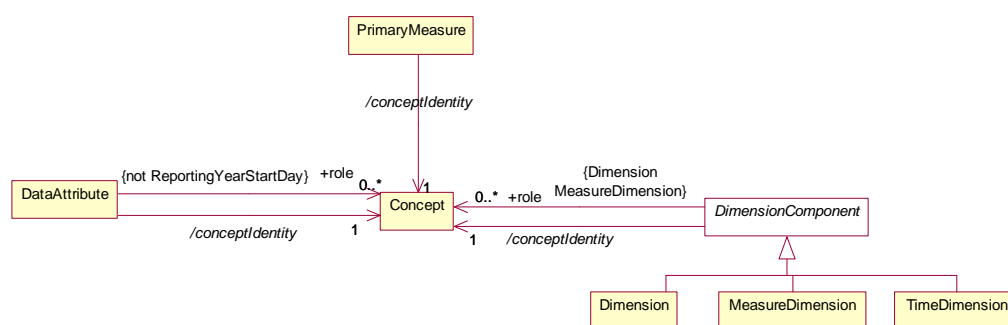 PrimaryMeasure
/conceptIdentity
{not ReportingYearStartDay} +role
0..*
DataAttribute
/conceptIdentity
1
1
Concept
{Dimension
MeasureDimension}
0..* +role
DimensionComponent
/conceptIdentity
1
Dimension
MeasureDimension
TimeDimension